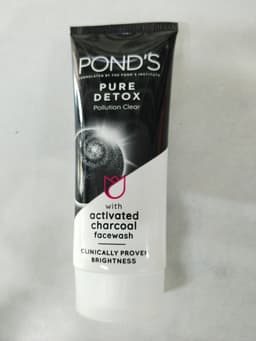 POND'S
FORMULATED BY THE POND'S INSTITUTE
PURE
DETOX
Pollution Clear
with
activated
charcoal
facewash
CLINICALLY PROVEN
BRIGHTNESS